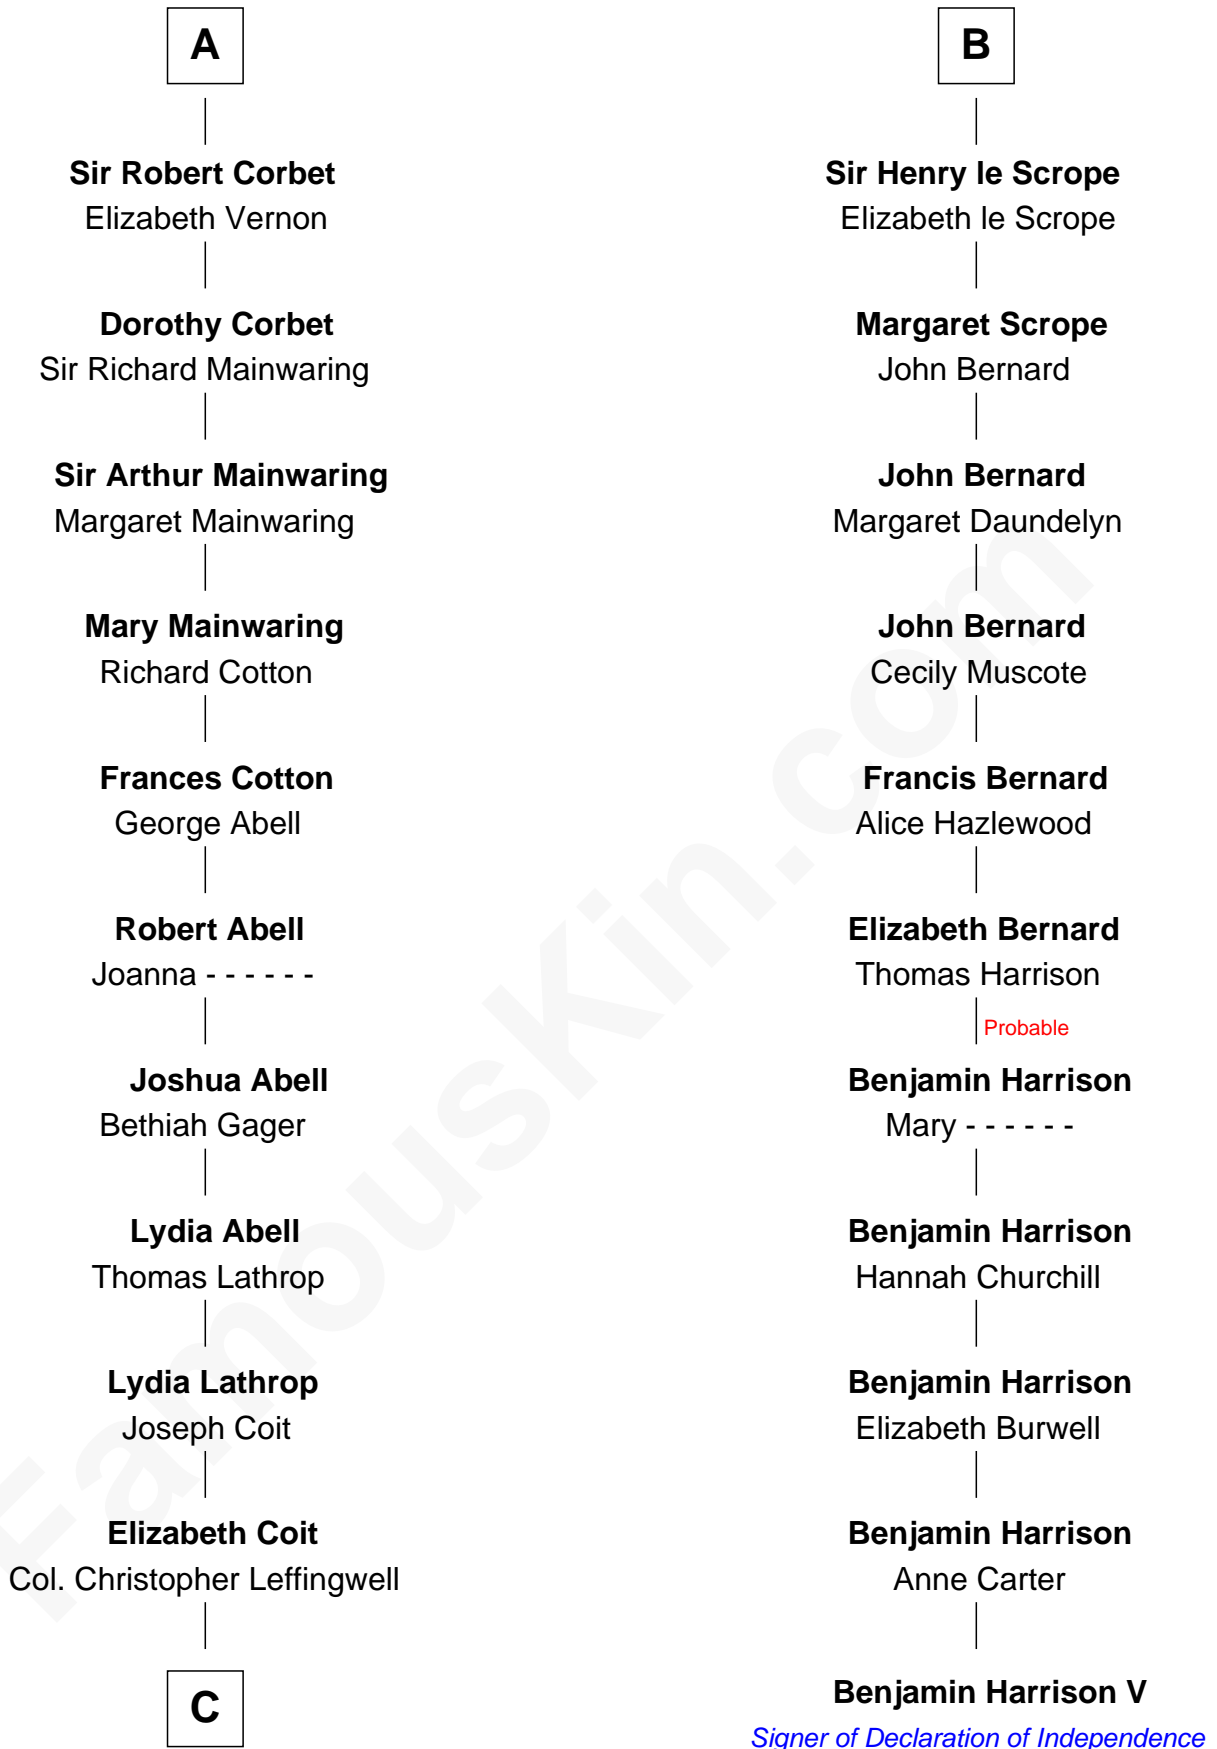 A
Sir Robert Corbet
Elizabeth Vernon
Dorothy Corbet
Sir Richard Mainwaring
Sir Arthur Mainwaring
Margaret Mainwaring
Mary Mainwaring
Richard Cotton
Frances Cotton
George Abell
Robert Abell
Joanna - - - - - -
Joshua Abell
Bethiah Gager
Lydia Abell
Thomas Lathrop
Lydia Lathrop
Joseph Coit
Elizabeth Coit
Col. Christopher Leffingwell
C
B
Sir Henry le Scrope
Elizabeth le Scrope
Margaret Scrope
John Bernard
John Bernard
Margaret Daundelyn
John Bernard
Cecily Muscote
Francis Bernard
Alice Hazlewood
Elizabeth Bernard
Thomas Harrison
Probable
Benjamin Harrison
Mary - - - - - -
Benjamin Harrison
Hannah Churchill
Benjamin Harrison
Elizabeth Burwell
Benjamin Harrison
Anne Carter
Benjamin Harrison V
Signer of Declaration of Independence
FamousKin.com